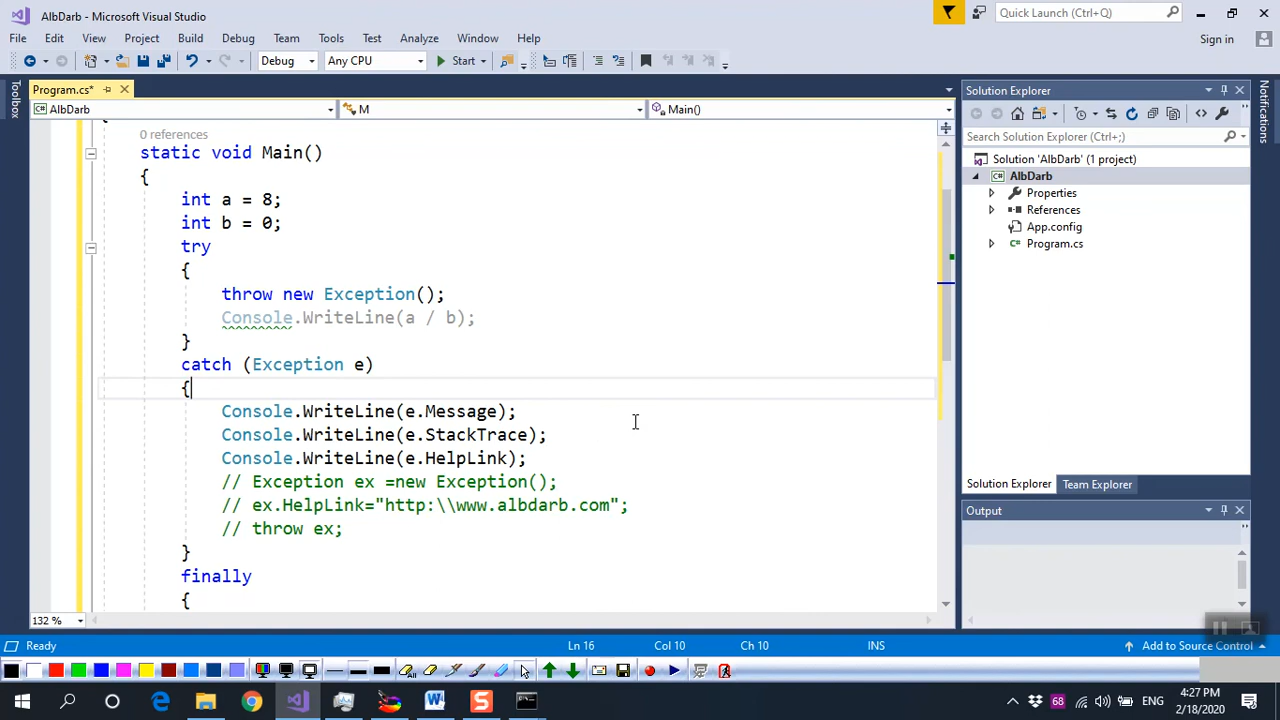 AlbDarb - Microsoft Visual Studio
Quick Launch (Ctrl+Q)
File Edit View Project Build Debug Team Tools Test Analyze Window Help
Sign in
Debug Any CPU Start
Toolbox
Program.cs*
AlbDarb M Main()
0 references
static void Main()
{
int a = 8;
int b = 0;
try
{
throw new Exception();
Console.WriteLine(a / b);
}
catch (Exception e)
{
Console.WriteLine(e.Message);
Console.WriteLine(e.StackTrace);
Console.WriteLine(e.HelpLink);
// Exception ex =new Exception();
// ex.HelpLink="http:\\www.albdarb.com";
// throw ex;
}
finally
{
132 %
Solution Explorer
Search Solution Explorer (Ctrl+;)
Solution 'AlbDarb' (1 project)
C# AlbDarb
Properties
References
App.config
C# Program.cs
Solution Explorer Team Explorer
Output
Notifications
Ready Ln 16 Col 10 Ch 10 INS Add to Source Control
68 ENG 4:27 PM
2/18/2020